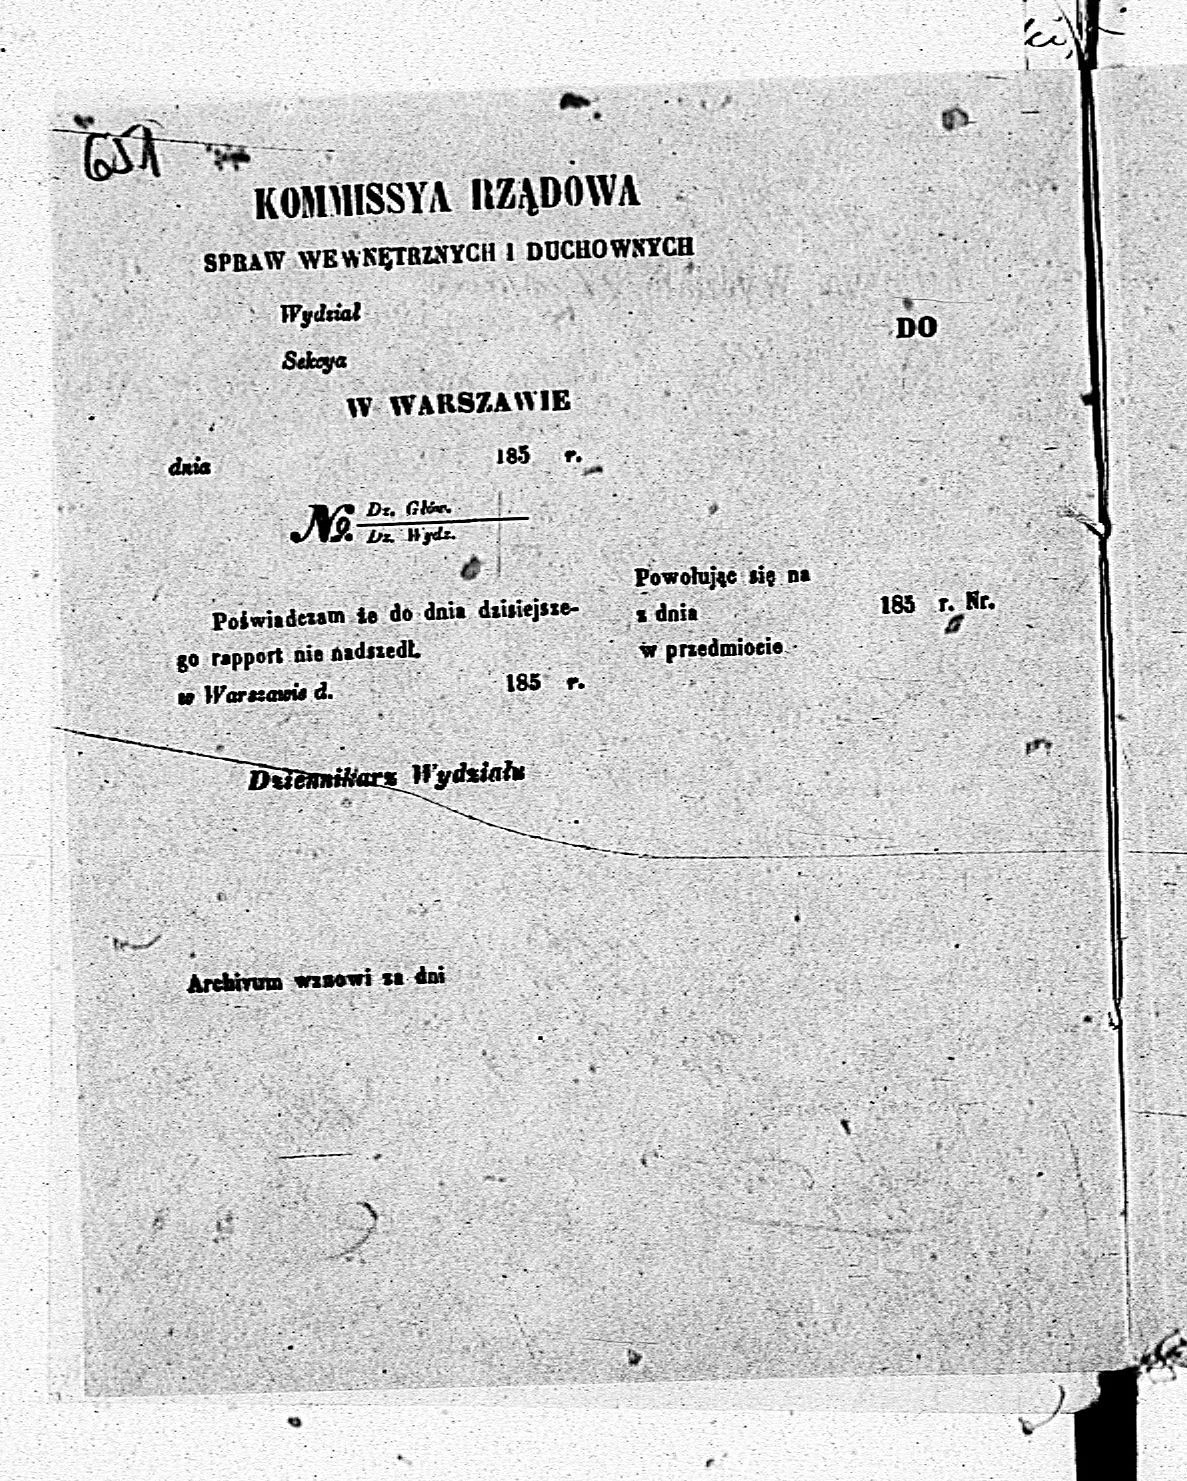 651
KOMMISSYA RZĄDOWA
SPRAW WEWNĘTRZNYCH I DUCHOWNYCH
Wydział
Sekcya
W WARSZAWIE
dnia 185 r.
No. Dz. Głów.
Dz. Wydz.
Poświadczam że do dnia dzisiejsze-
go rapport nie nadszedł.
w Warszawie d. 185 r.
Dziennikarz Wydziału
Archivum wznowi za dni
DO
Powołując się na
z dnia 185 r. Nr.
w przedmiocie